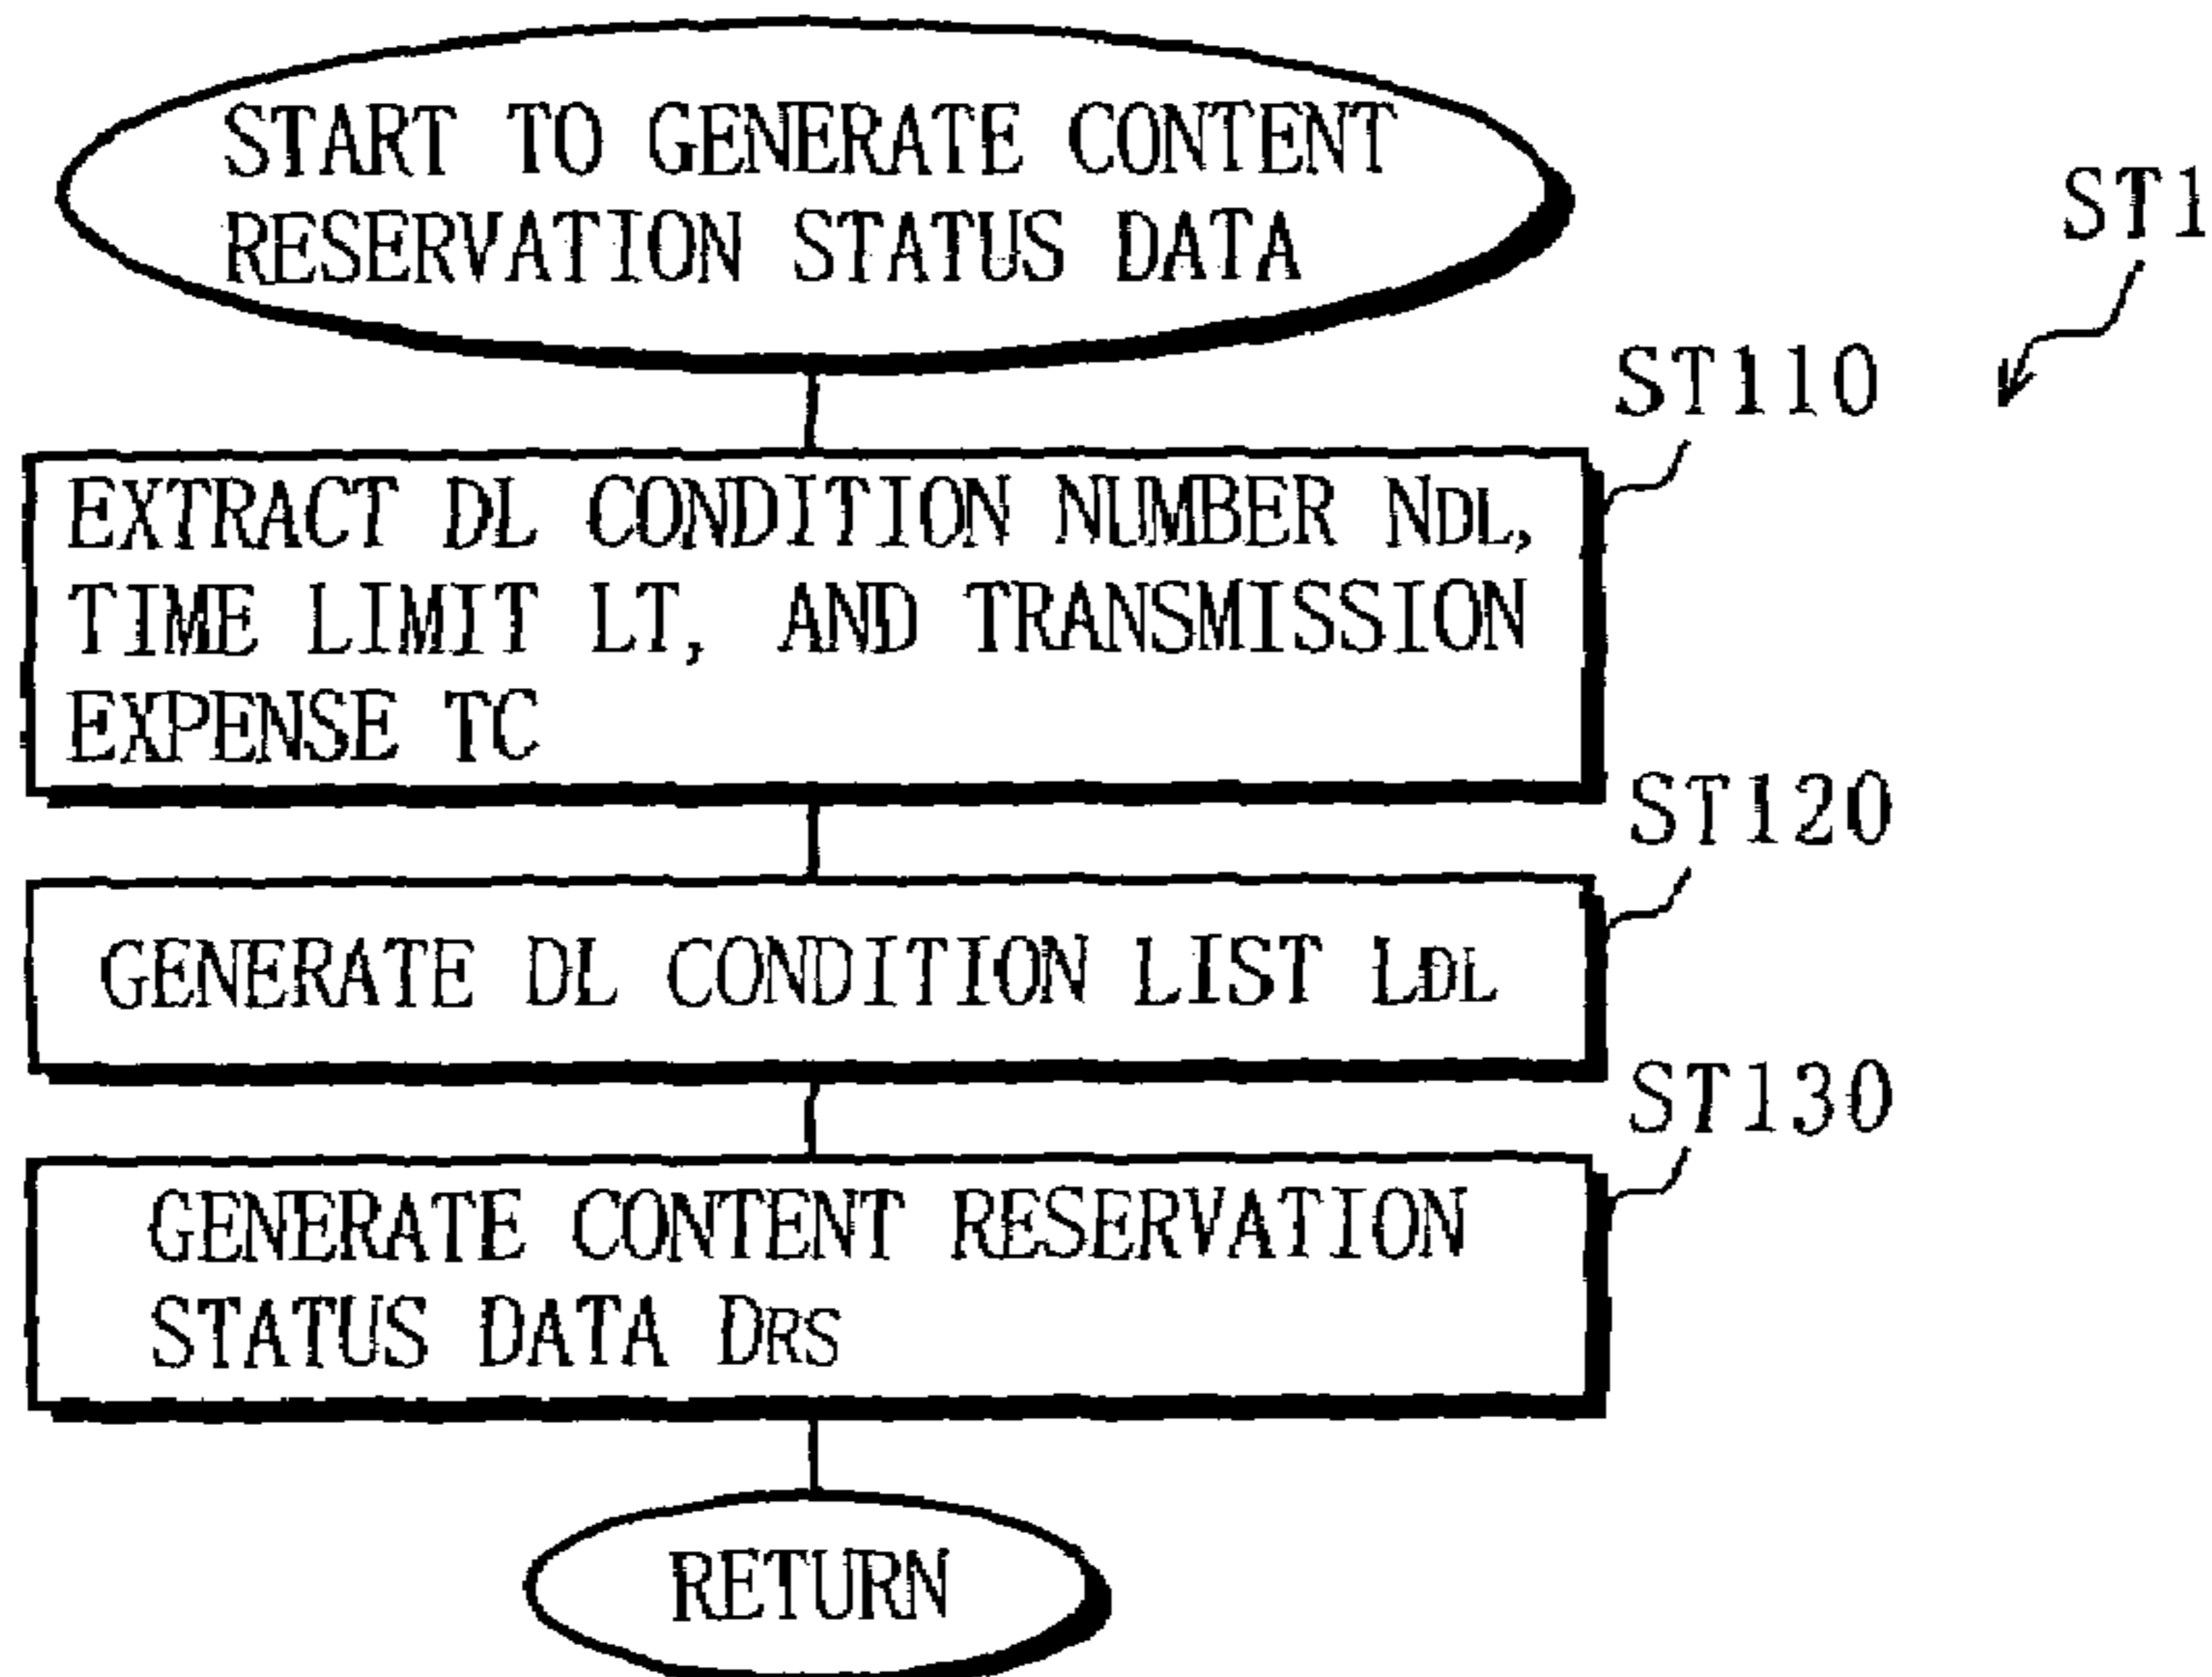 START TO GENERATE CONTENT
RESERVATION STATUS DATA
ST1
ST110
EXTRACT DL CONDITION NUMBER NDL,
TIME LIMIT LT, AND TRANSMISSION
EXPENSE TC
ST120
GENERATE DL CONDITION LIST LDL
ST130
GENERATE CONTENT RESERVATION
STATUS DATA DRS
RETURN